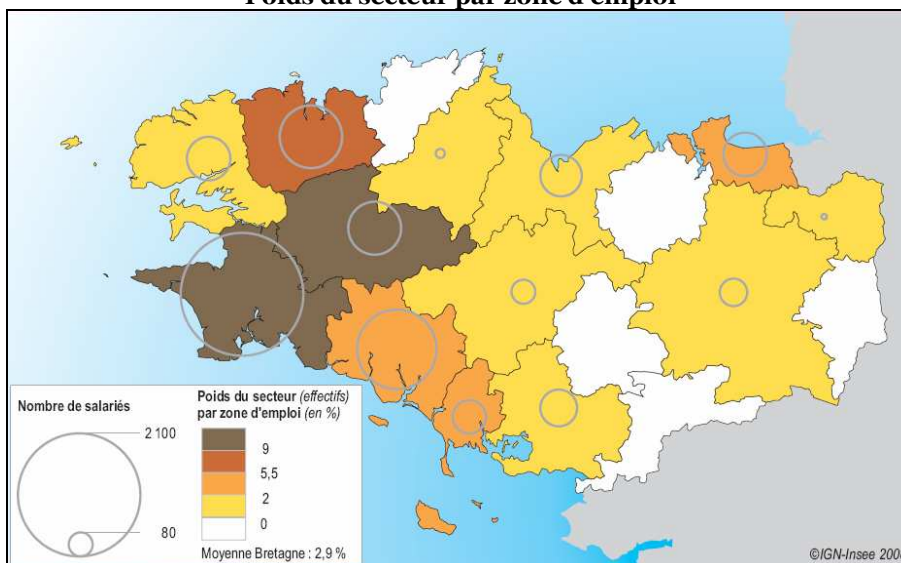 Poids du secteur par zone d'emploi
Nombre de salariés
2 100
80
Poids du secteur (effectifs)
par zone d'emploi (en %)
9
5,5
2
0
Moyenne Bretagne : 2,9 %
©IGN-Insee 200